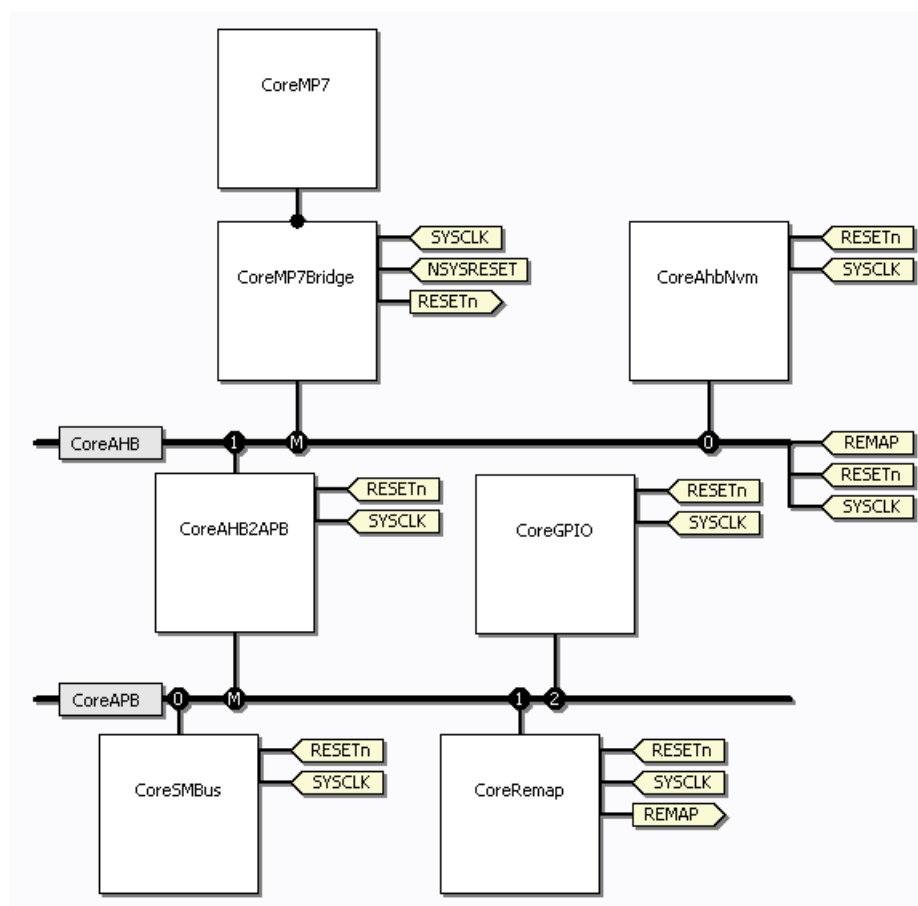 CoreMP7
SYSCLK
RESETn
CoreMP7Bridge
NSYSRESET
CoreAhbNvm
SYSCLK
RESETn
CoreAHB
1
M
0
REMAP
RESETn
RESETn
RESETn
SYSCLK
SYSCLK
SYSCLK
CoreAHB2APB
CoreGPIO
CoreAPB
0
M
1
2
RESETn
RESETn
SYSCLK
SYSCLK
CoreSMBus
CoreRemap
REMAP